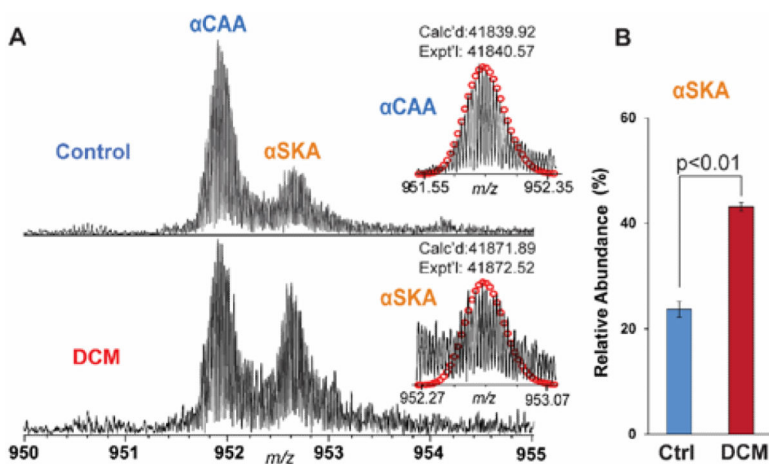 A
αCAA
Control
αSKA
Calc'd:41839.92
Expt'l: 41840.57
αCAA
951.55
m/z
952.35
DCM
Calc'd:41871.89
Expt'l: 41872.52
αSKA
952.27
m/z
953.07
950
951
952
m/z
953
954
955
B
αSKA
Relative Abundance (%)
60
40
20
0
p<0.01
Ctrl
DCM